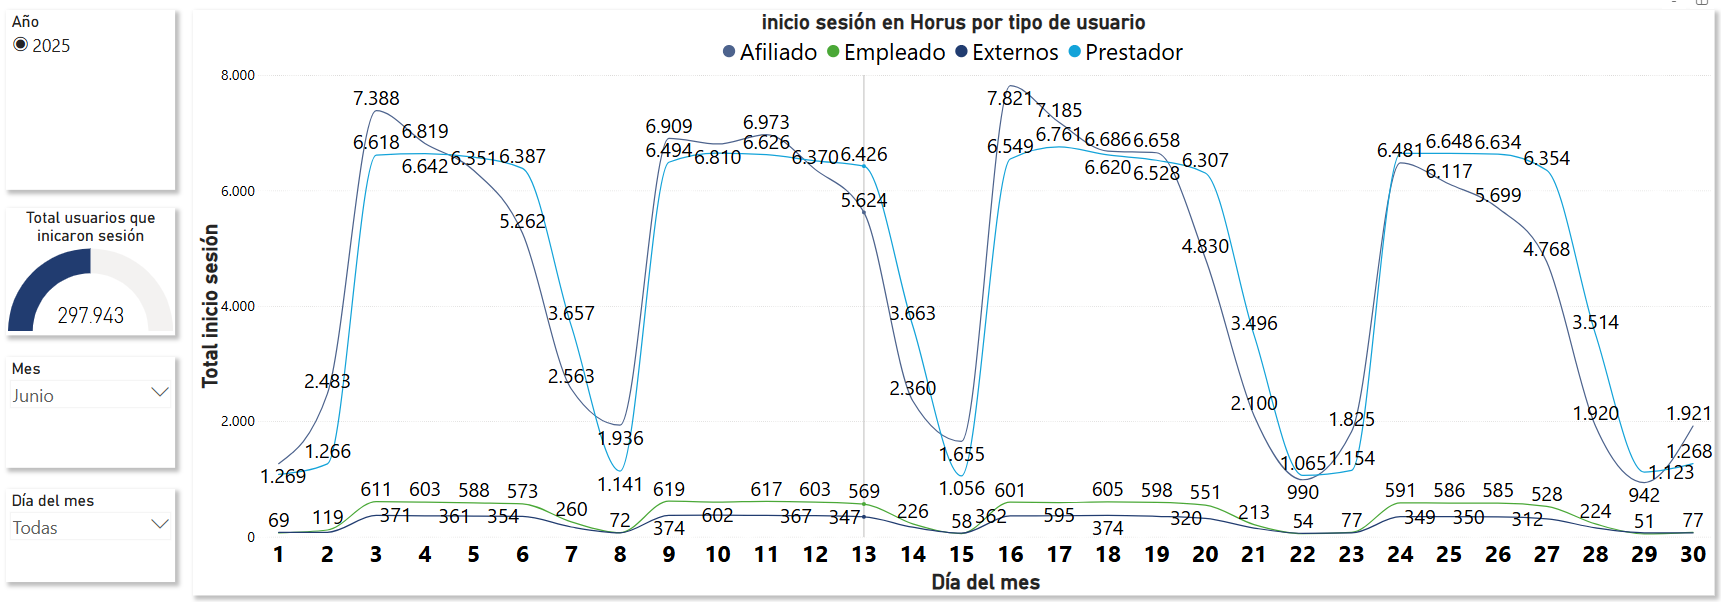 Año
2025
Total usuarios que
inicaron sesión
297.943
Mes
Junio
Día del mes
Todas
inicio sesión en Horus por tipo de usuario
Afiliado Empleado Externos Prestador
Total inicio sesión
8.000
6.000
4.000
2.000
0
7.388 6.819 6.973 7.821 7.185
6.618 6.642 6.351 6.387 6.909 6.494 6.810 6.626 6.370 6.426 6.549 6.761 6.686 6.658 6.620 6.528 6.307 6.481 6.648 6.634 6.354
5.262 5.624 4.830 6.117 5.699 4.768
3.657 3.663 3.496 3.514
2.483 2.563 2.360 2.100 1.825 1.920 1.921
1.269 1.266 1.936 1.141 1.655 1.056 1.065 990 1.154 942 1.123 1.268
69 119 611 603 588 573 260 72 619 602 617 603 569 226 58 601 595 605 598 551 213 54 77 591 586 585 528 224 51 77
371 361 354 374 367 347 362 374 320 349 350 312
1 2 3 4 5 6 7 8 9 10 11 12 13 14 15 16 17 18 19 20 21 22 23 24 25 26 27 28 29 30
Día del mes